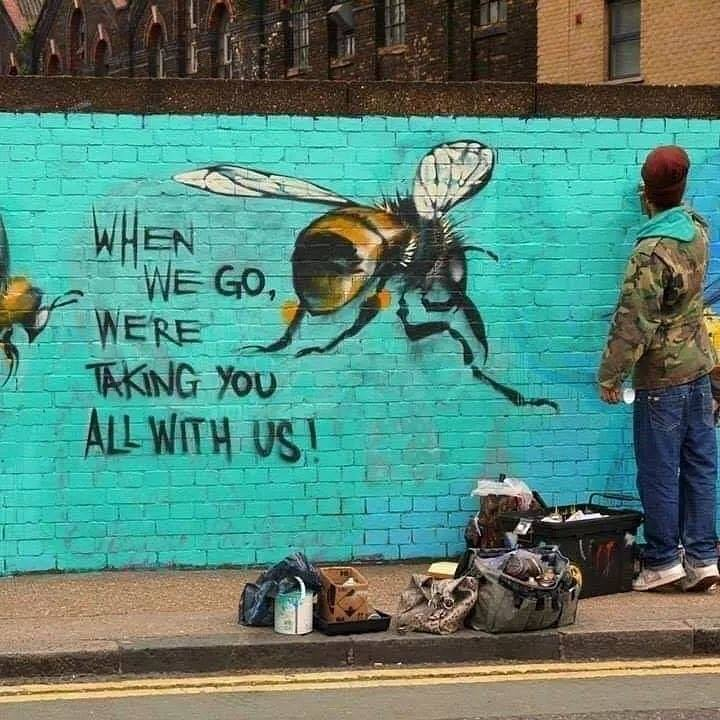 WHEN
WE GO,
WE'RE
TAKING YOU
ALL WITH US!